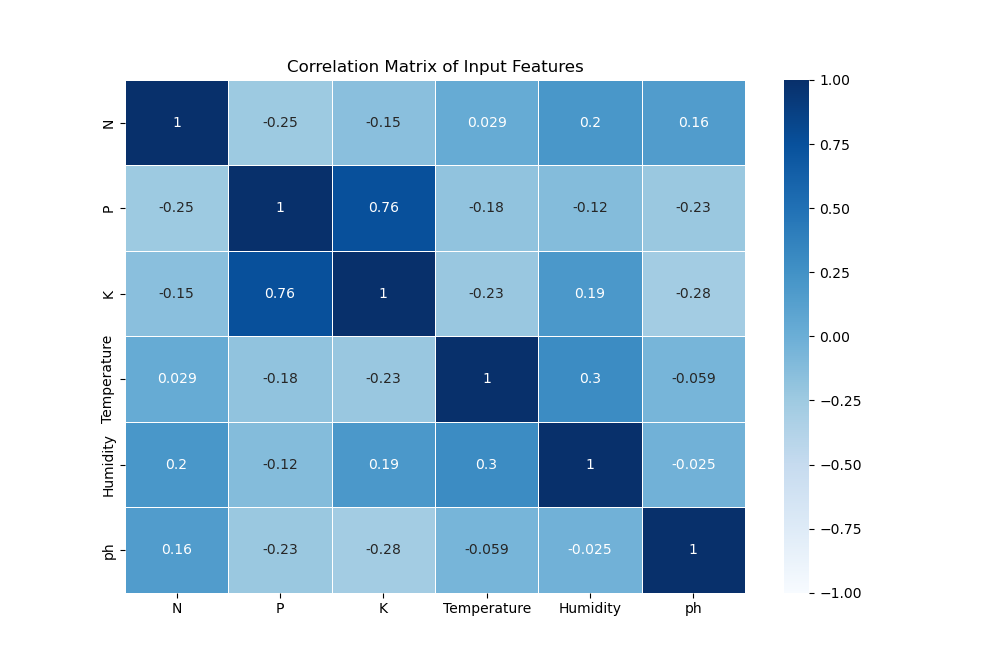 Correlation Matrix of Input Features
N 1 -0.25 -0.15 0.029 0.2 0.16
P -0.25 1 0.76 -0.18 -0.12 -0.23
K -0.15 0.76 1 -0.23 0.19 -0.28
Temperature 0.029 -0.18 -0.23 1 0.3 -0.059
Humidity 0.2 -0.12 0.19 0.3 1 -0.025
ph 0.16 -0.23 -0.28 -0.059 -0.025 1
N P K Temperature Humidity ph
1.00
0.75
0.50
0.25
0.00
−0.25
−0.50
−0.75
−1.00